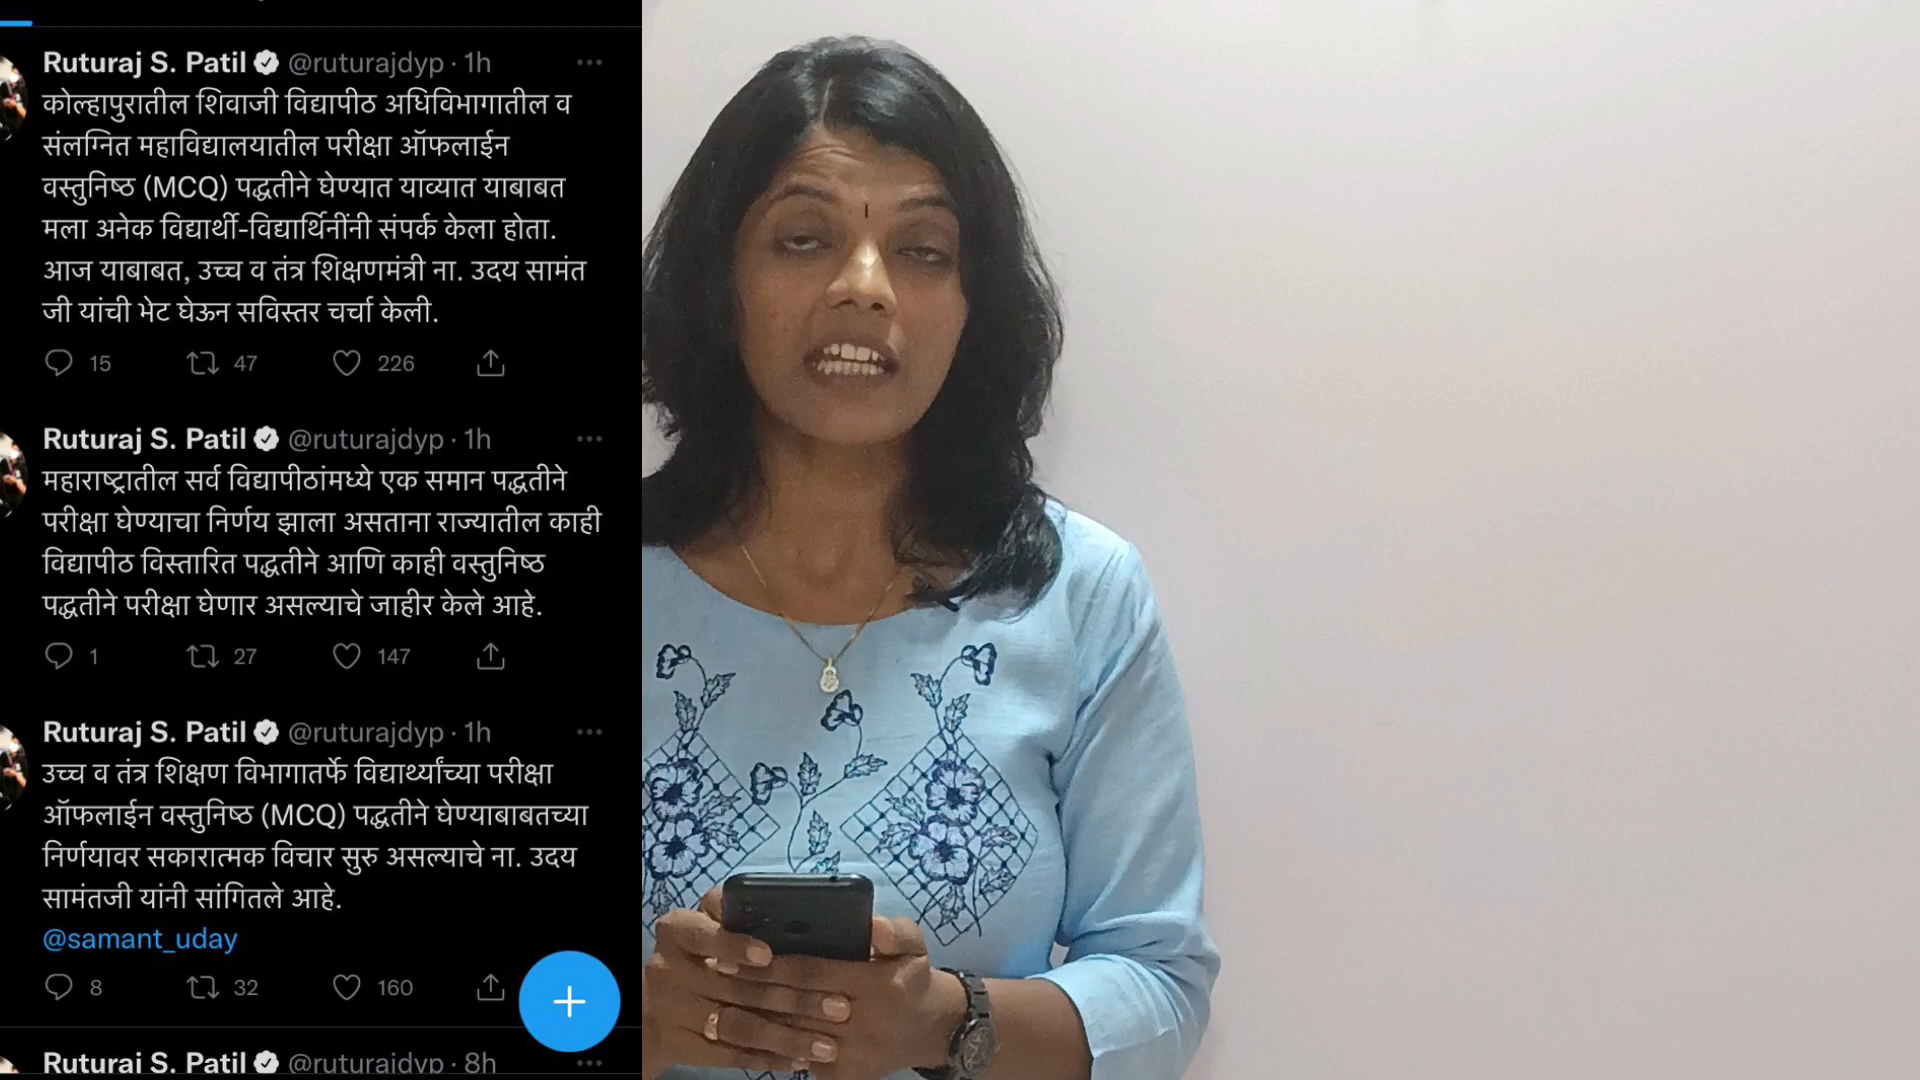 Ruturaj S. Patil @ruturajdyp · 1h
कोल्हापुरातील शिवाजी विद्यापीठ अधिविभागातील व
संलग्नित महाविद्यालयातील परीक्षा ऑफलाईन
वस्तुनिष्ठ (MCQ) पद्धतीने घेण्यात याव्यात याबाबत
मला अनेक विद्यार्थी-विद्यार्थिनींनी संपर्क केला होता.
आज याबाबत, उच्च व तंत्र शिक्षणमंत्री ना. उदय सामंत
जी यांची भेट घेऊन सविस्तर चर्चा केली.
15 47 226
Ruturaj S. Patil @ruturajdyp · 1h
महाराष्ट्रातील सर्व विद्यापीठांमध्ये एक समान पद्धतीने
परीक्षा घेण्याचा निर्णय झाला असताना राज्यातील काही
विद्यापीठ विस्तारित पद्धतीने आणि काही वस्तुनिष्ठ
पद्धतीने परीक्षा घेणार असल्याचे जाहीर केले आहे.
1 27 147
Ruturaj S. Patil @ruturajdyp · 1h
उच्च व तंत्र शिक्षण विभागातर्फे विद्यार्थ्यांच्या परीक्षा
ऑफलाईन वस्तुनिष्ठ (MCQ) पद्धतीने घेण्याबाबतच्या
निर्णयावर सकारात्मक विचार सुरु असल्याचे ना. उदय
सामंतजी यांनी सांगितले आहे.
@samant_uday
8 32 160
Ruturaj S. Patil @ruturajdyp · 8h